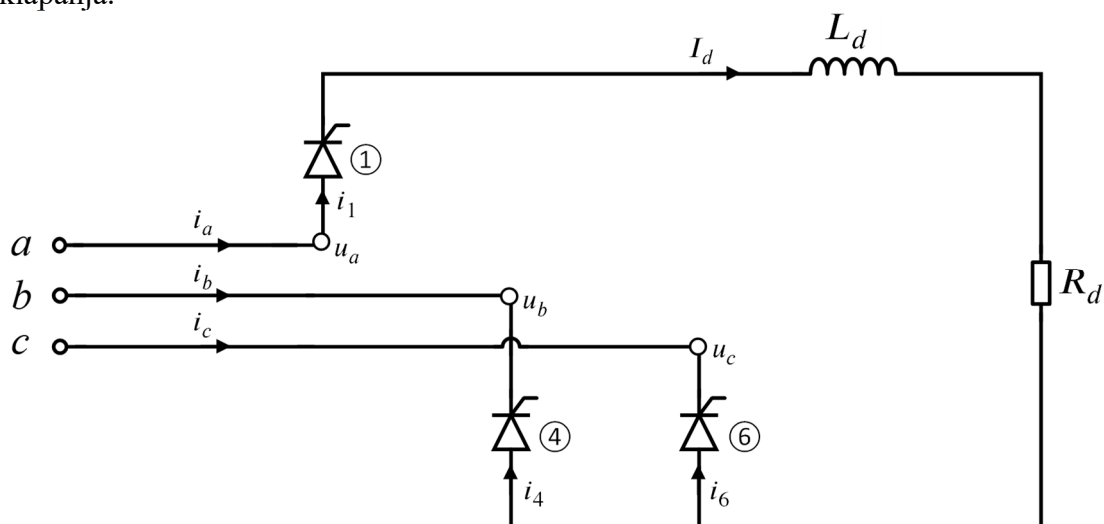 L_d
I_d
①
i_1
a
i_a
u_a
b
i_b
u_b
R_d
c
i_c
u_c
④
⑥
i_4
i_6